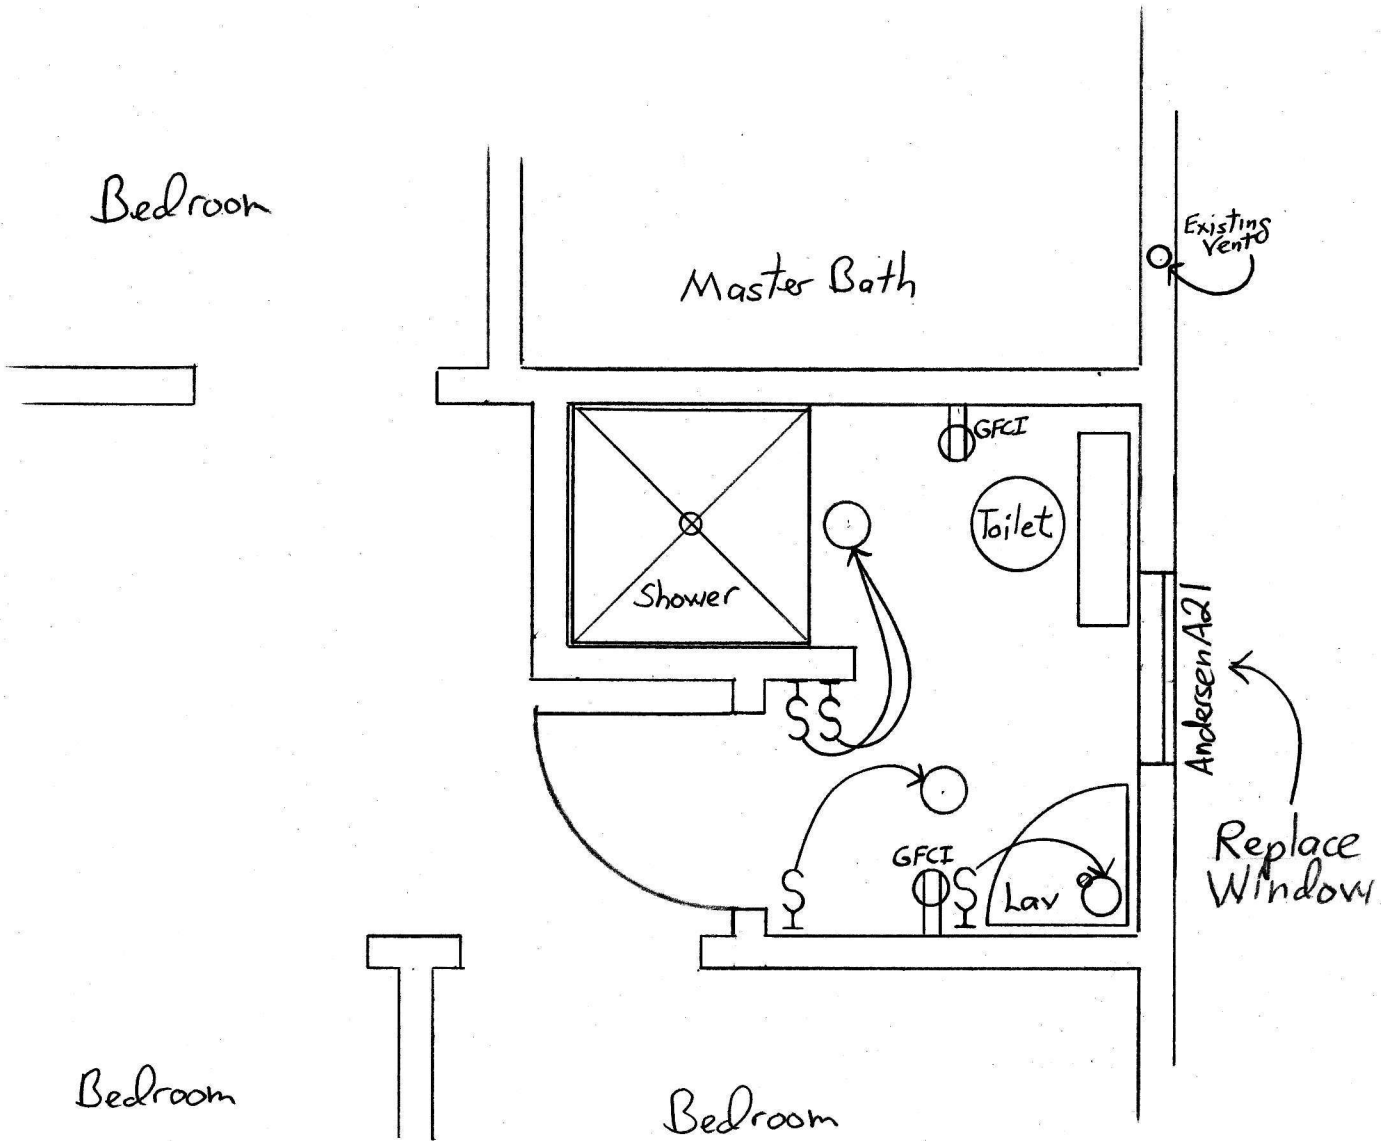 Bedroom
Existing
Vent
Master Bath
GFCI
Toilet
Shower
Andersen A21
S S
Replace
Window
GFCI
S
S
Lav
Bedroom
Bedroom